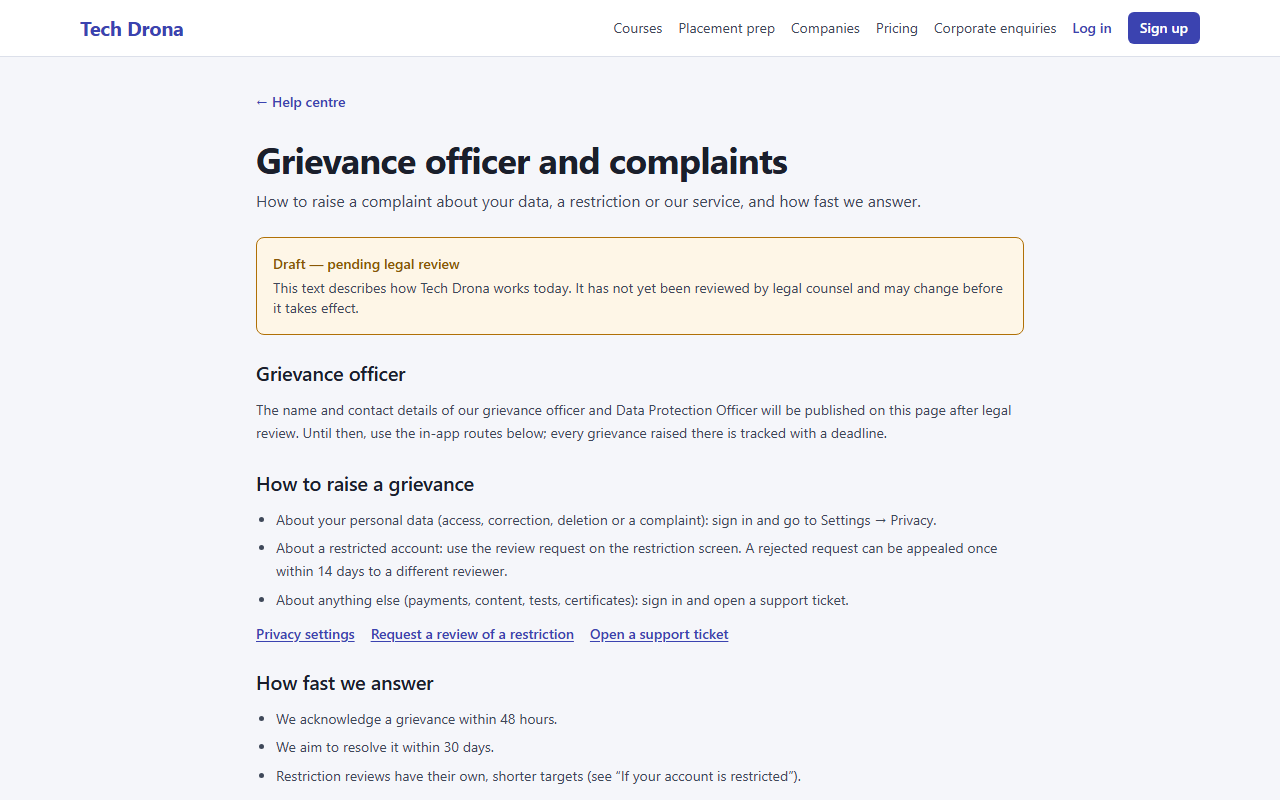 Tech Drona
Courses
Placement prep
Companies
Pricing
Corporate enquiries
Log in
Sign up
← Help centre
Grievance officer and complaints
How to raise a complaint about your data, a restriction or our service, and how fast we answer.
Draft — pending legal review
This text describes how Tech Drona works today. It has not yet been reviewed by legal counsel and may change before
it takes effect.
Grievance officer
The name and contact details of our grievance officer and Data Protection Officer will be published on this page after legal
review. Until then, use the in-app routes below; every grievance raised there is tracked with a deadline.
How to raise a grievance
• About your personal data (access, correction, deletion or a complaint): sign in and go to Settings → Privacy.
• About a restricted account: use the review request on the restriction screen. A rejected request can be appealed once
within 14 days to a different reviewer.
• About anything else (payments, content, tests, certificates): sign in and open a support ticket.
Privacy settings
Request a review of a restriction
Open a support ticket
How fast we answer
• We acknowledge a grievance within 48 hours.
• We aim to resolve it within 30 days.
• Restriction reviews have their own, shorter targets (see “If your account is restricted”).